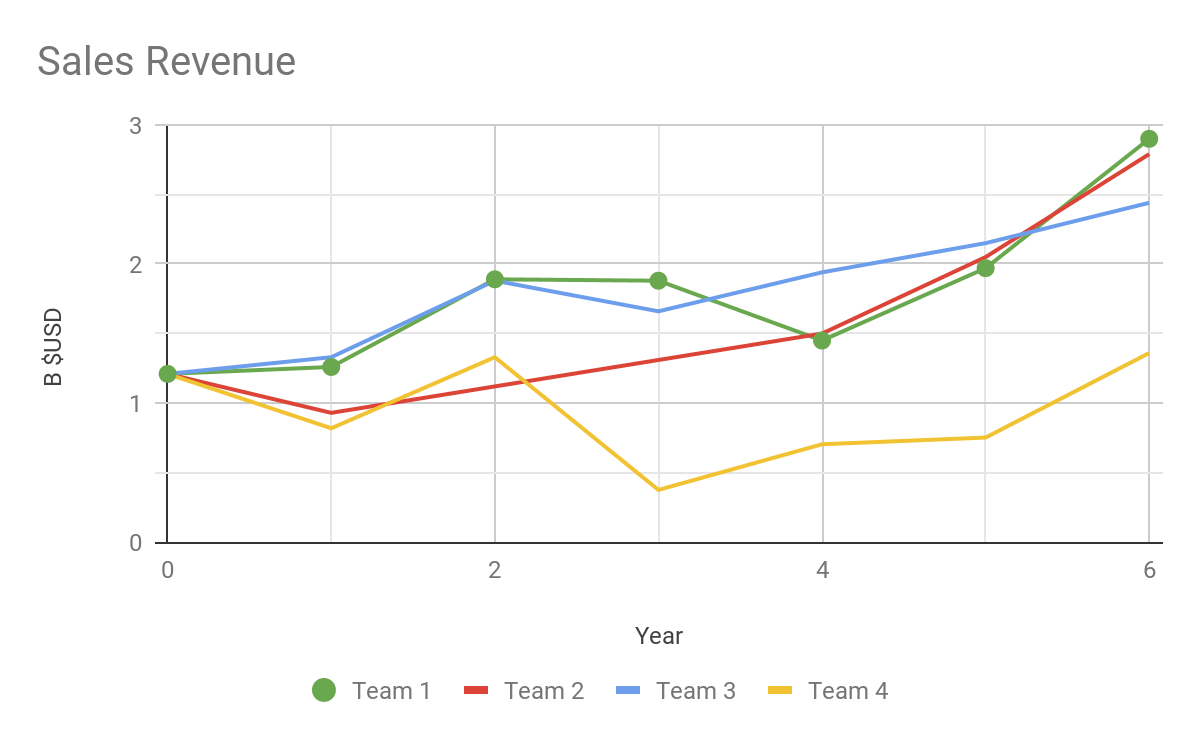 Sales Revenue
3
2
1
0
B $USD
0 2 4 6
Year
Team 1 Team 2 Team 3 Team 4